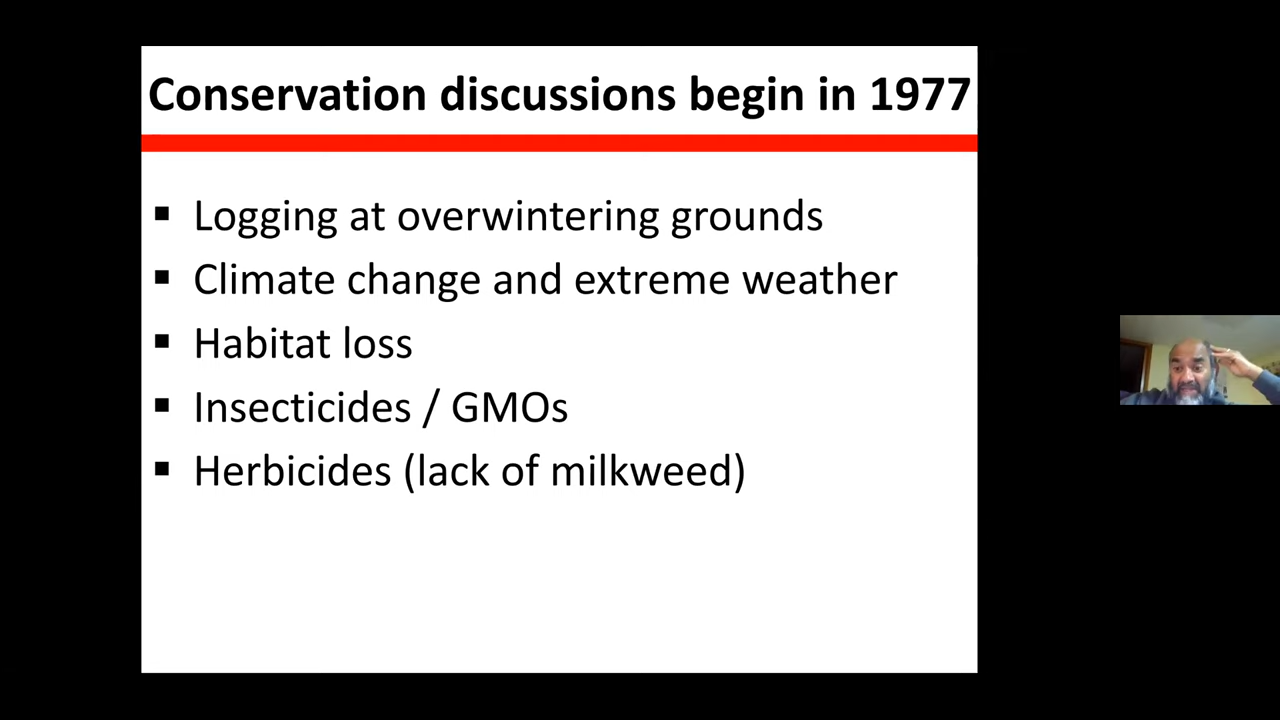 Conservation discussions begin in 1977
▪ Logging at overwintering grounds
▪ Climate change and extreme weather
▪ Habitat loss
▪ Insecticides / GMOs
▪ Herbicides (lack of milkweed)